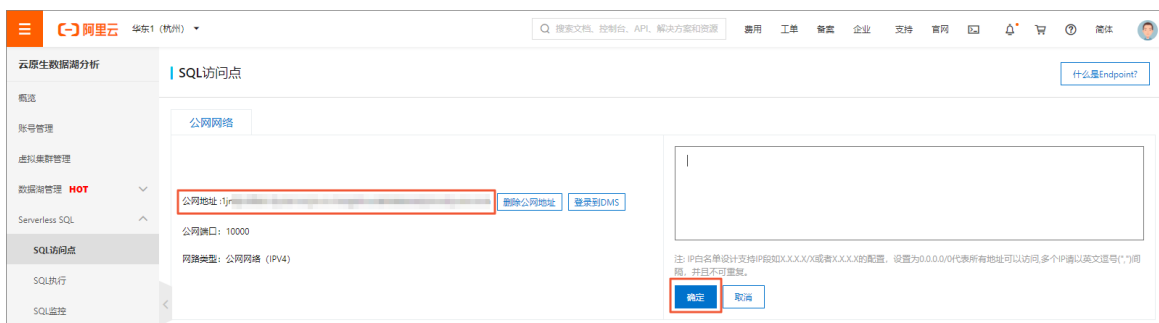 阿里云 华东1（杭州） 搜索文档、控制台、API、解决方案和资源 费用 工单 备案 企业 支持 官网 简体
云原生数据湖分析
SQL访问点
什么是Endpoint?
概览
账号管理
虚拟集群管理
数据湖管理 HOT
Serverless SQL
SQL访问点
SQL执行
SQL监控
公网网络
公网地址 :1jn 删除公网地址 登录到DMS
公网端口：10000
网路类型：公网网络（IPV4）
注: IP白名单设计支持IP段如X.X.X.X/X或者X.X.X.X的配置，设置为0.0.0.0/0代表所有地址可以访问,多个IP请以英文逗号(",")间
隔，并且不可重复。
确定 取消